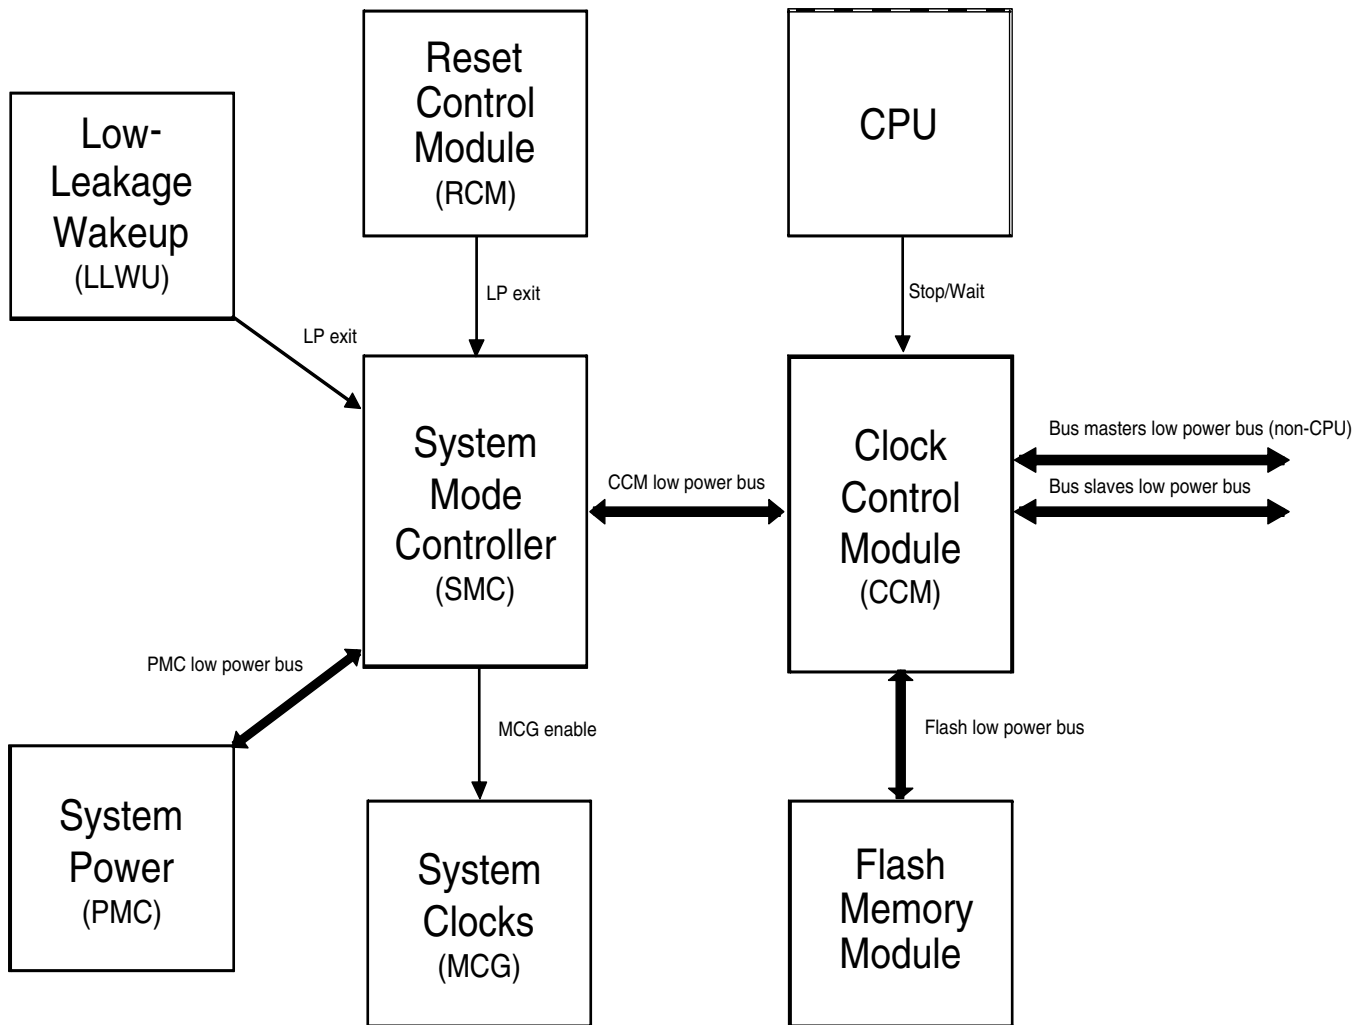 Reset
Control
Module
(RCM)
CPU
Low-
Leakage
Wakeup
(LLWU)
LP exit
Stop/Wait
LP exit
System
Mode
Controller
(SMC)
CCM low power bus
Clock
Control
Module
(CCM)
Bus masters low power bus (non-CPU)
Bus slaves low power bus
PMC low power bus
MCG enable
Flash low power bus
System
Power
(PMC)
System
Clocks
(MCG)
Flash
Memory
Module